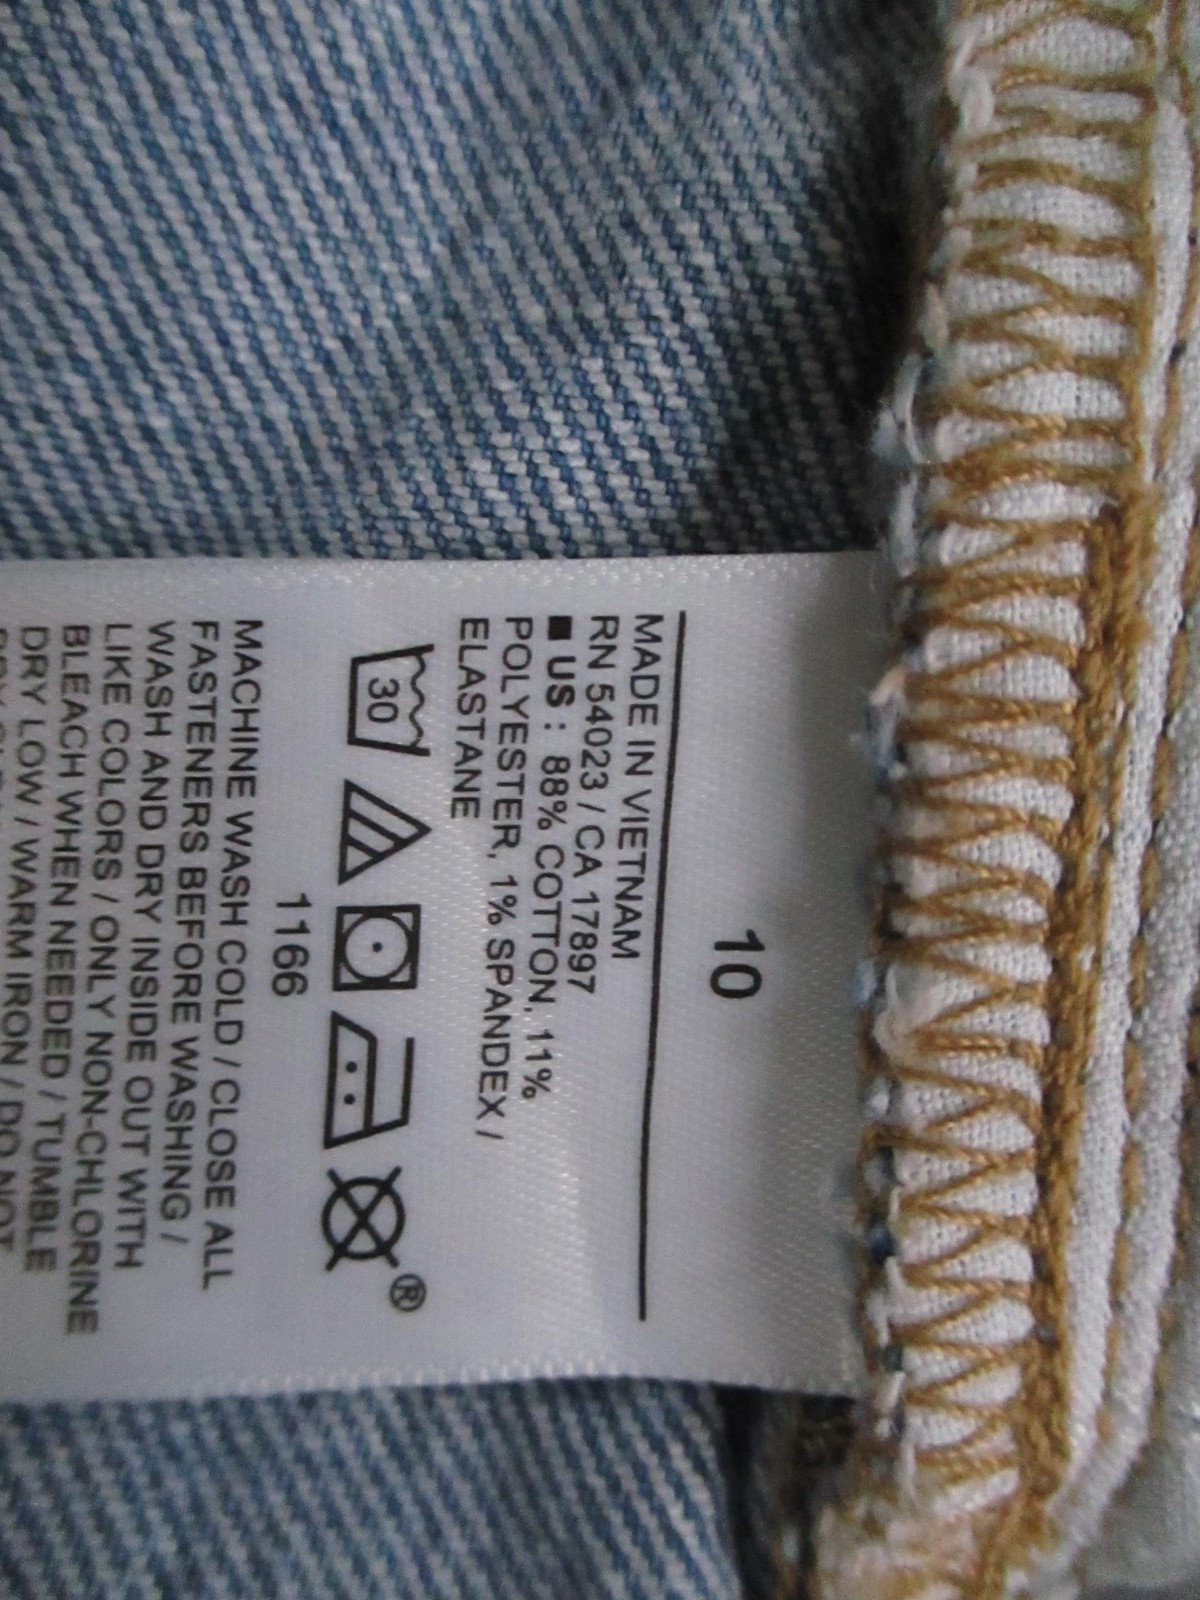 10
MADE IN VIETNAM
RN 54023 / CA 17897
■ US : 88% COTTON, 11%
POLYESTER, 1% SPANDEX /
ELASTANE
30
®
1166
MACHINE WASH COLD / CLOSE ALL
FASTENERS BEFORE WASHING /
WASH AND DRY INSIDE OUT WITH
LIKE COLORS / ONLY NON-CHLORINE
BLEACH WHEN NEEDED / TUMBLE
DRY LOW / WARM IRON / DO NOT